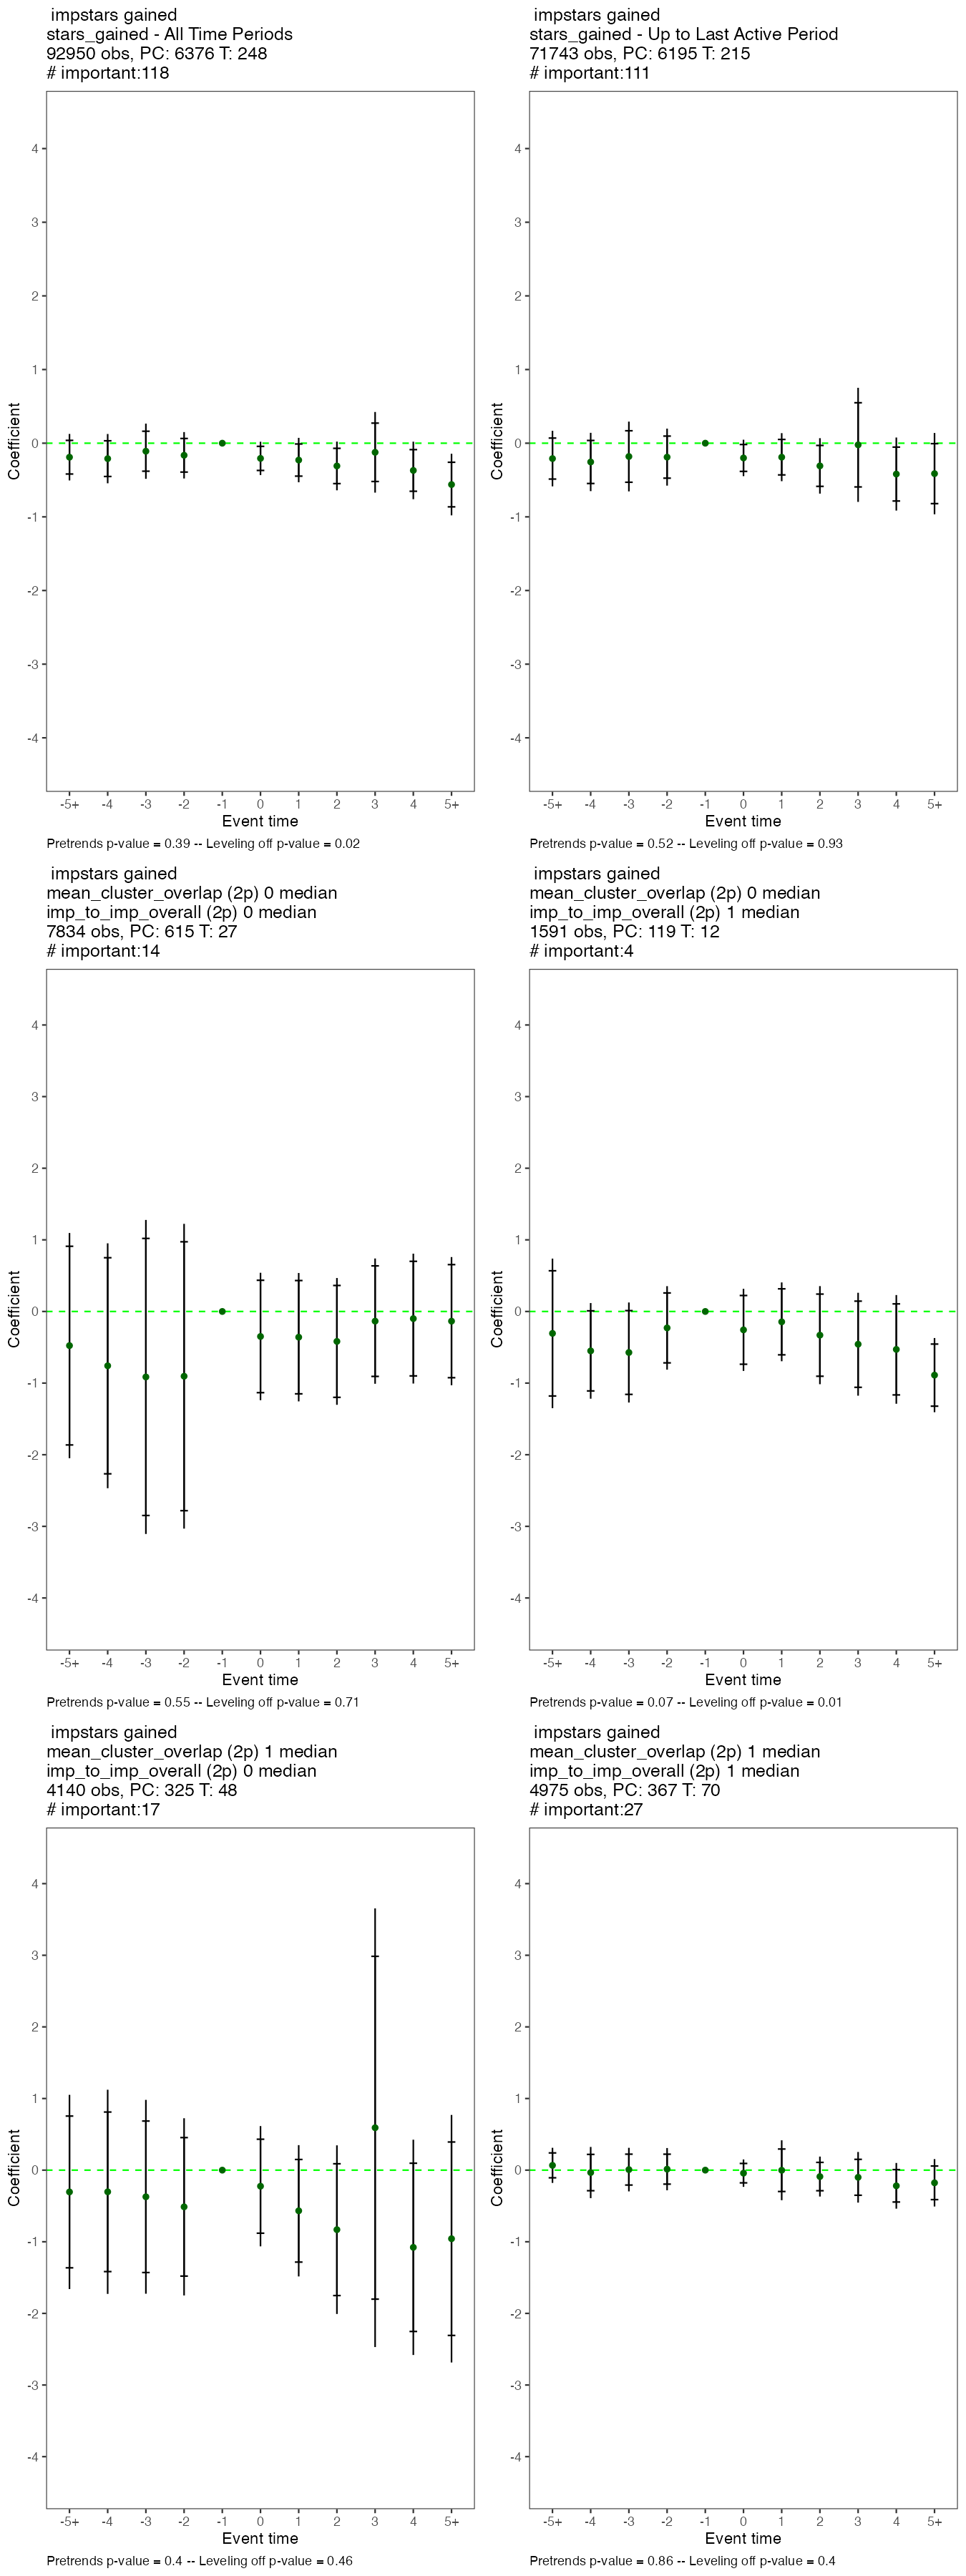 impstars gained
stars_gained - All Time Periods
92950 obs, PC: 6376 T: 248
# important:118
Coefficient
4
3
2
1
0
-1
-2
-3
-4
-5+ -4 -3 -2 -1 0 1 2 3 4 5+
Event time
Pretrends p-value = 0.39 -- Leveling off p-value = 0.02
impstars gained
stars_gained - Up to Last Active Period
71743 obs, PC: 6195 T: 215
# important:111
Coefficient
4
3
2
1
0
-1
-2
-3
-4
-5+ -4 -3 -2 -1 0 1 2 3 4 5+
Event time
Pretrends p-value = 0.52 -- Leveling off p-value = 0.93
impstars gained
mean_cluster_overlap (2p) 0 median
imp_to_imp_overall (2p) 0 median
7834 obs, PC: 615 T: 27
# important:14
Coefficient
4
3
2
1
0
-1
-2
-3
-4
-5+ -4 -3 -2 -1 0 1 2 3 4 5+
Event time
Pretrends p-value = 0.55 -- Leveling off p-value = 0.71
impstars gained
mean_cluster_overlap (2p) 0 median
imp_to_imp_overall (2p) 1 median
1591 obs, PC: 119 T: 12
# important:4
Coefficient
4
3
2
1
0
-1
-2
-3
-4
-5+ -4 -3 -2 -1 0 1 2 3 4 5+
Event time
Pretrends p-value = 0.07 -- Leveling off p-value = 0.01
impstars gained
mean_cluster_overlap (2p) 1 median
imp_to_imp_overall (2p) 0 median
4140 obs, PC: 325 T: 48
# important:17
Coefficient
4
3
2
1
0
-1
-2
-3
-4
-5+ -4 -3 -2 -1 0 1 2 3 4 5+
Event time
Pretrends p-value = 0.4 -- Leveling off p-value = 0.46
impstars gained
mean_cluster_overlap (2p) 1 median
imp_to_imp_overall (2p) 1 median
4975 obs, PC: 367 T: 70
# important:27
Coefficient
4
3
2
1
0
-1
-2
-3
-4
-5+ -4 -3 -2 -1 0 1 2 3 4 5+
Event time
Pretrends p-value = 0.86 -- Leveling off p-value = 0.4